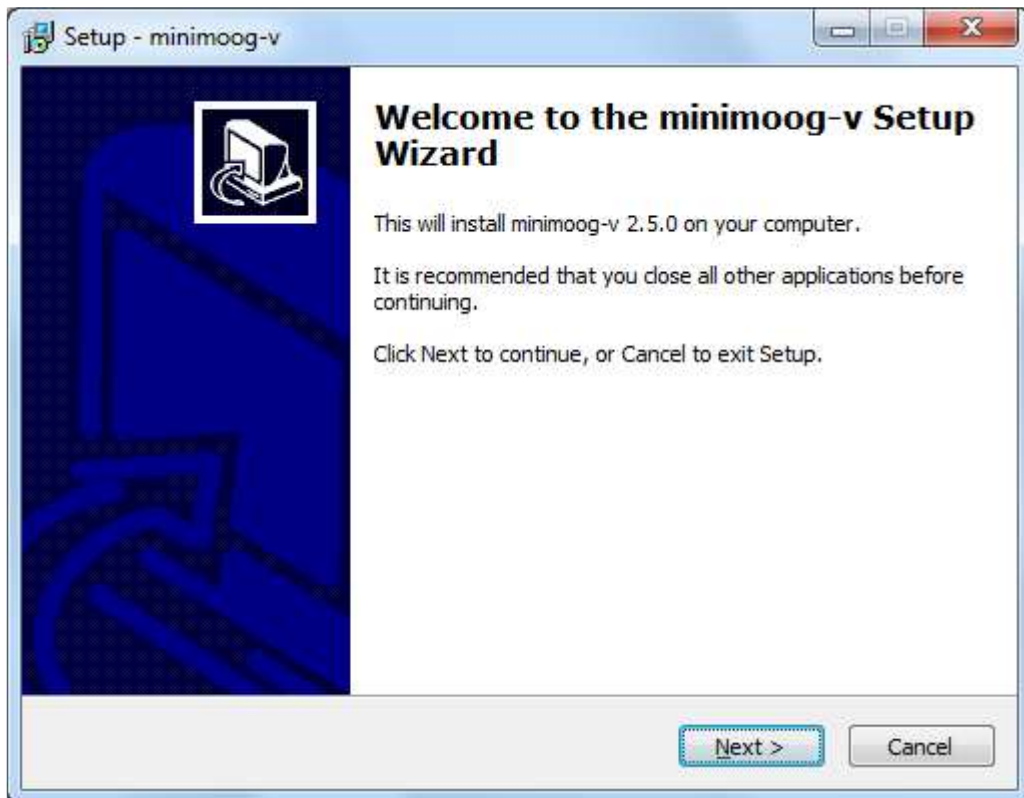 Setup - minimoog-v
Welcome to the minimoog-v Setup
Wizard
This will install minimoog-v 2.5.0 on your computer.
It is recommended that you close all other applications before
continuing.
Click Next to continue, or Cancel to exit Setup.
Next >
Cancel